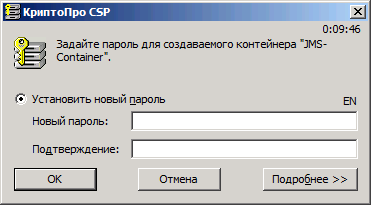 КриптоПро CSP
0:09:46
Задайте пароль для создаваемого контейнера "JMS-
Container".
Установить новый пароль
EN
Новый пароль:
Подтверждение:
OK
Отмена
Подробнее >>